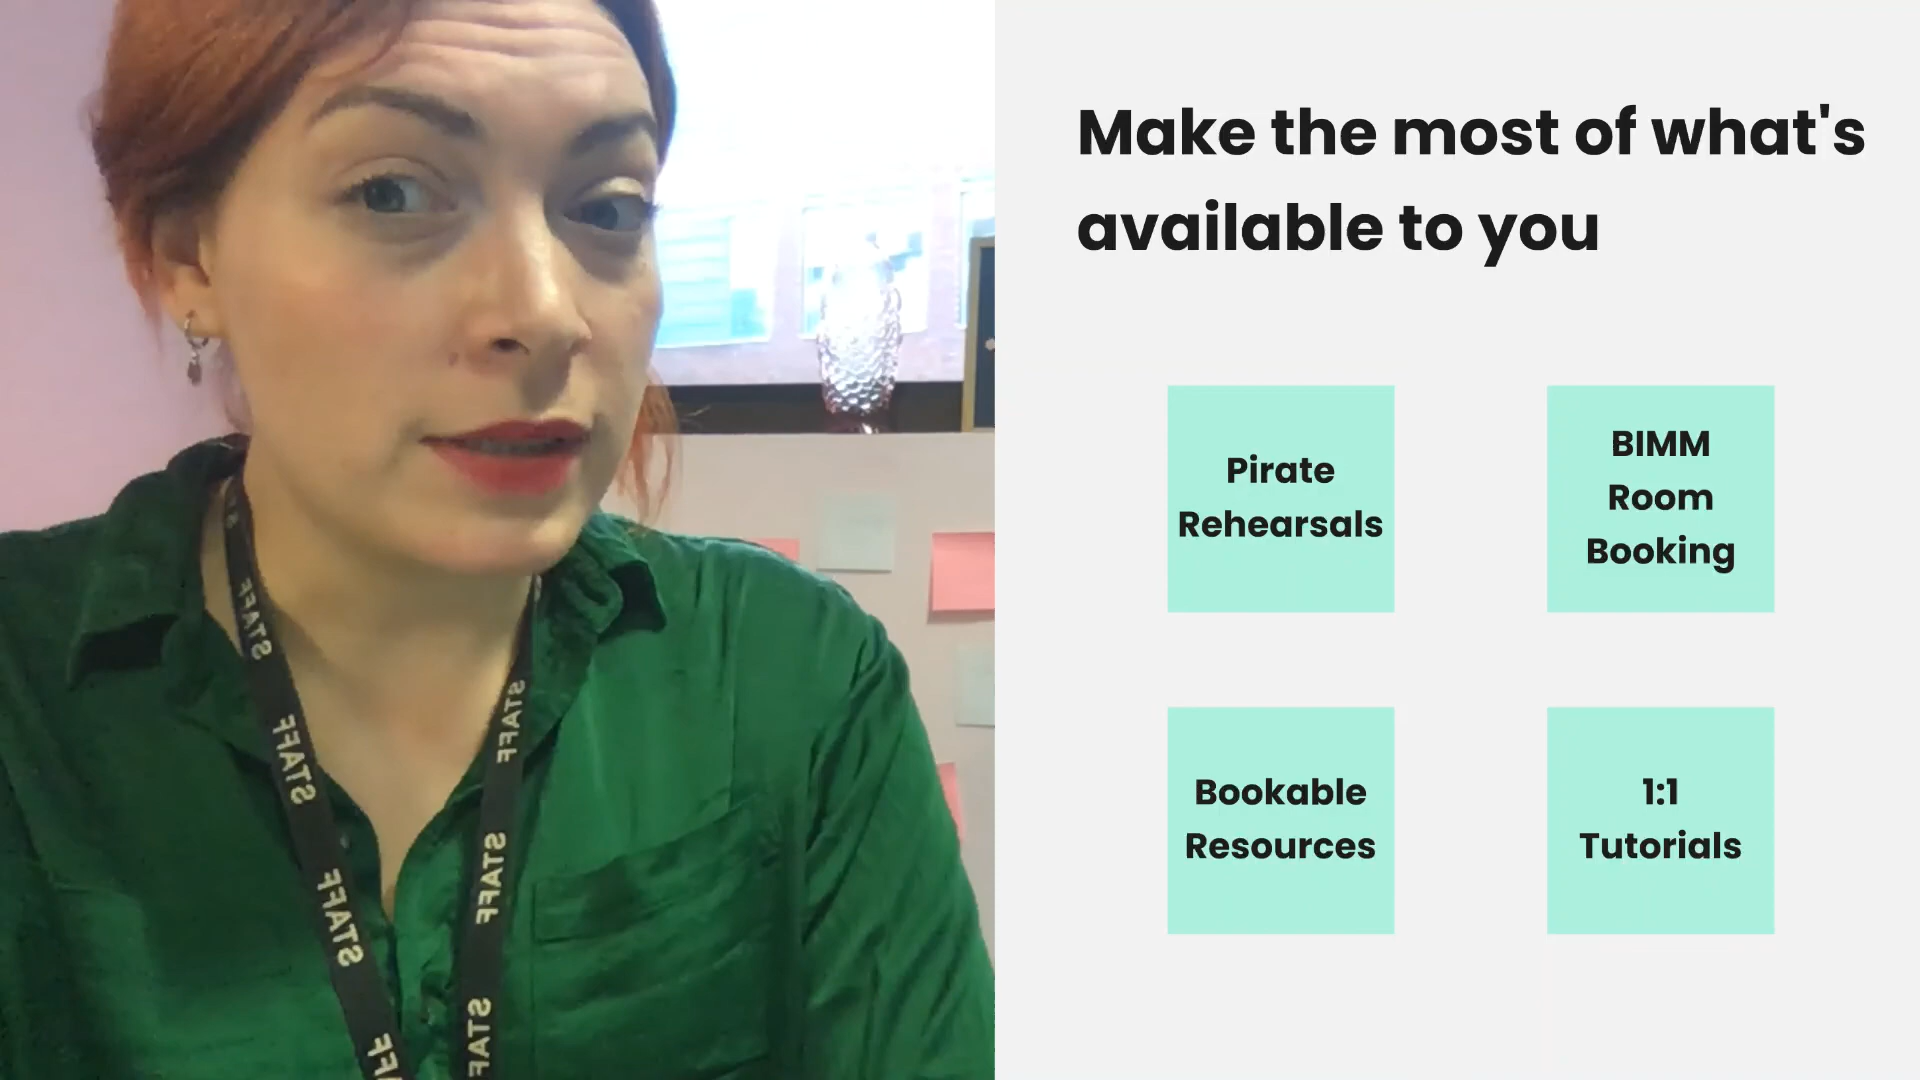 Make the most of what's
available to you
Pirate
Rehearsals
BIMM
Room
Booking
Bookable
Resources
1:1
Tutorials
STAFF
STAFF
STAFF
STAFF
STAFF
STAFF
STAFF